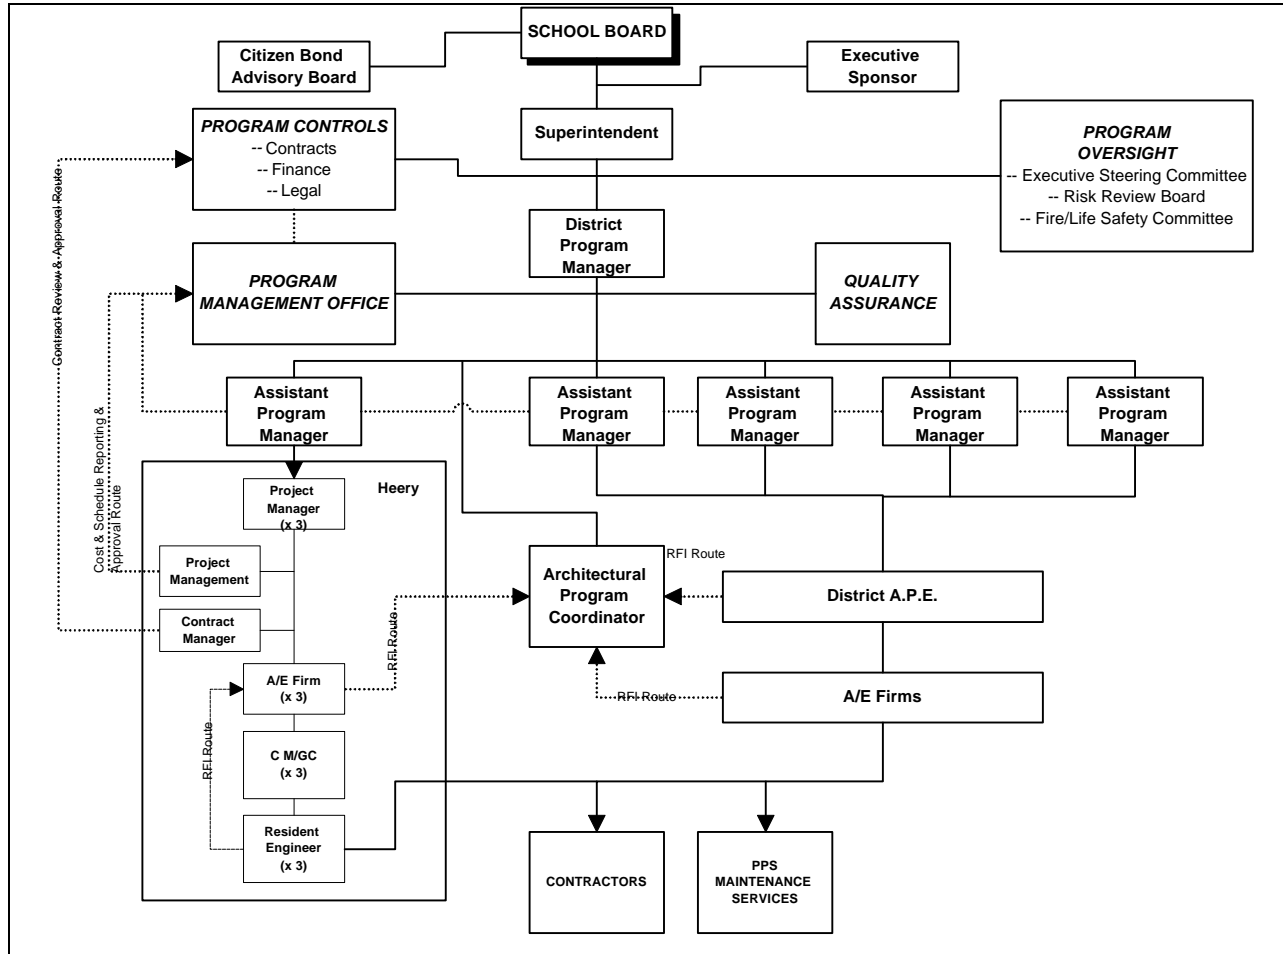 SCHOOL BOARD
Citizen Bond
Advisory Board
Executive
Sponsor
PROGRAM CONTROLS
-- Contracts
-- Finance
-- Legal
Superintendent
PROGRAM
OVERSIGHT
-- Executive Steering Committee
-- Risk Review Board
-- Fire/Life Safety Committee
District
Program
Manager
PROGRAM
MANAGEMENT OFFICE
QUALITY
ASSURANCE
Contract Review & Approval Route
Cost & Schedule Reporting &
Approval Route
Assistant
Program
Manager
Assistant
Program
Manager
Assistant
Program
Manager
Assistant
Program
Manager
Assistant
Program
Manager
Heery
Project
Manager
(x 3)
Project
Management
Contract
Manager
A/E Firm
(x 3)
C M/GC
(x 3)
Resident
Engineer
(x 3)
RFI Route
RFI Route
Architectural
Program
Coordinator
RFI Route
District A.P.E.
RFI Route
A/E Firms
CONTRACTORS
PPS
MAINTENANCE
SERVICES